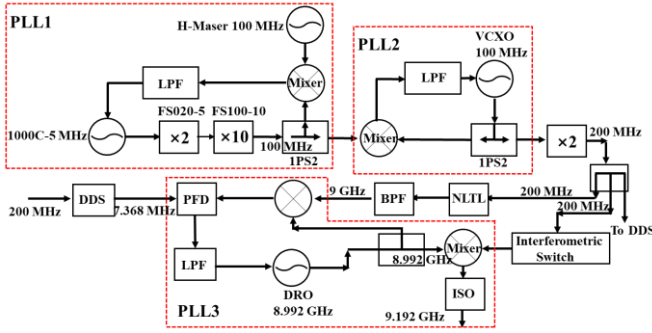 PLL1
H-Maser 100 MHz
PLL2
VCXO
100 MHz
LPF
Mixer
LPF
1000C-5 MHz
FS020-5
FS100-10
×2
×10
100 MHz
1PS2
Mixer
1PS2
×2
200 MHz
200 MHz
DDS
7.368 MHz
PFD
9 GHz
BPF
NLTL
200 MHz
200 MHz
To DDS
LPF
DRO
8.992 GHz
8.992 GHz
Mixer
Interferometric
Switch
ISO
9.192 GHz
PLL3